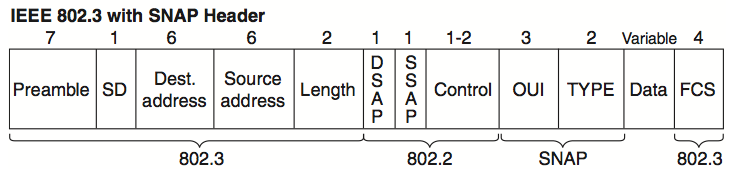 IEEE 802.3 with SNAP Header
7 1 6 6 2 1 1 1-2 3 2 Variable 4
Preamble SD Dest. address Source address Length DSAP SSAP Control OUI TYPE Data FCS
802.3 802.2 SNAP 802.3